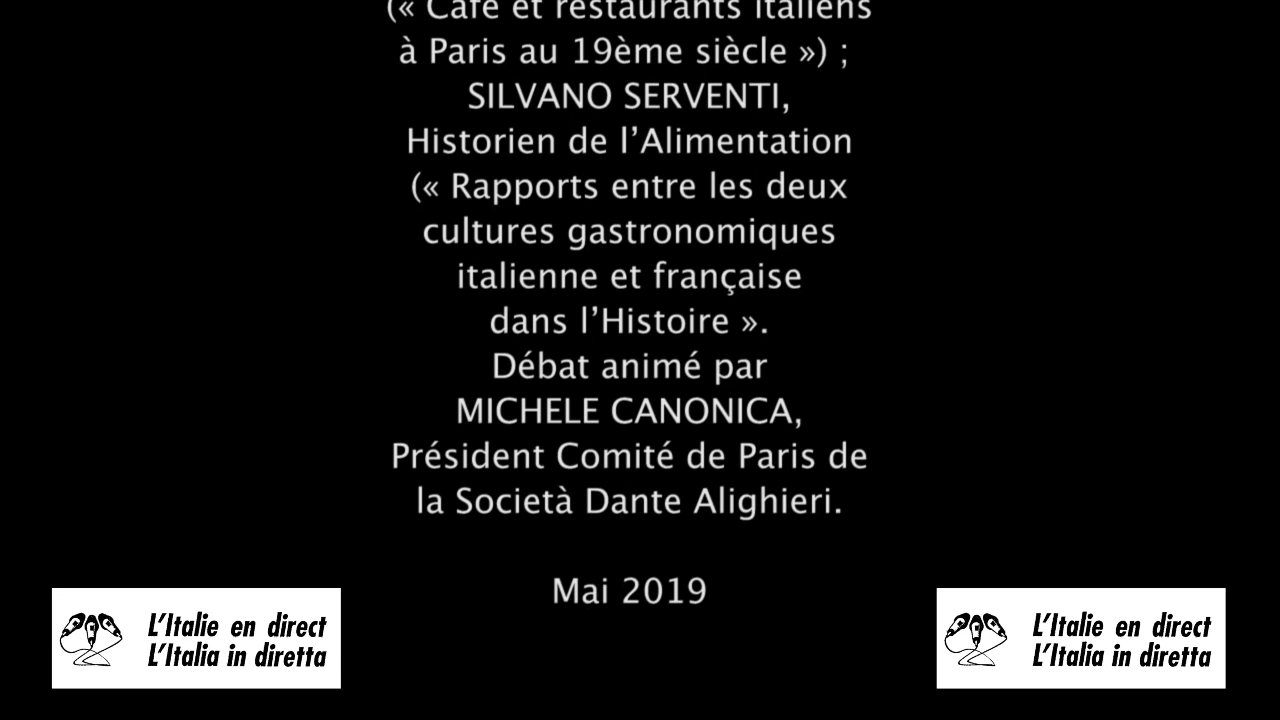 (« Café et restaurants italiens
à Paris au 19ème siècle ») ;
SILVANO SERVENTI,
Historien de l’Alimentation
(« Rapports entre les deux
cultures gastronomiques
italienne et française
dans l’Histoire ».
Débat animé par
MICHELE CANONICA,
Président Comité de Paris de
la Società Dante Alighieri.
Mai 2019
L’Italie en direct
L’Italia in diretta
L’Italie en direct
L’Italia in diretta